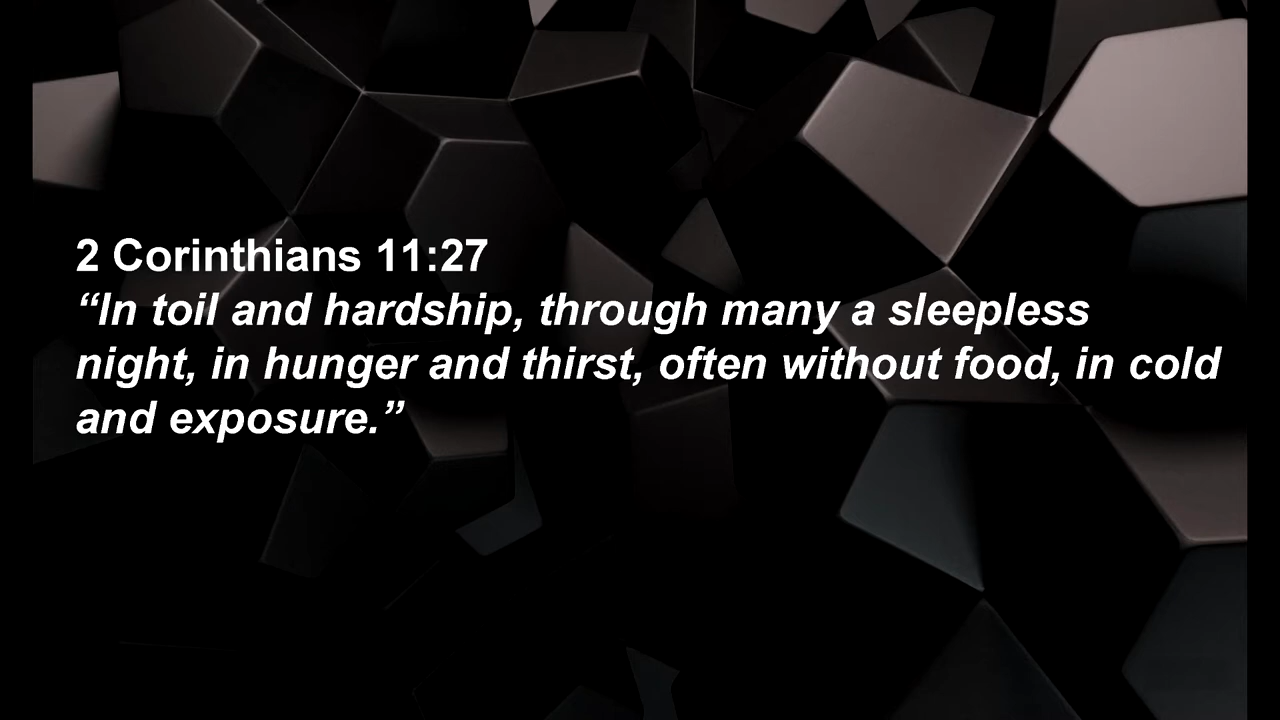 2 Corinthians 11:27
“In toil and hardship, through many a sleepless
night, in hunger and thirst, often without food, in cold
and exposure.”